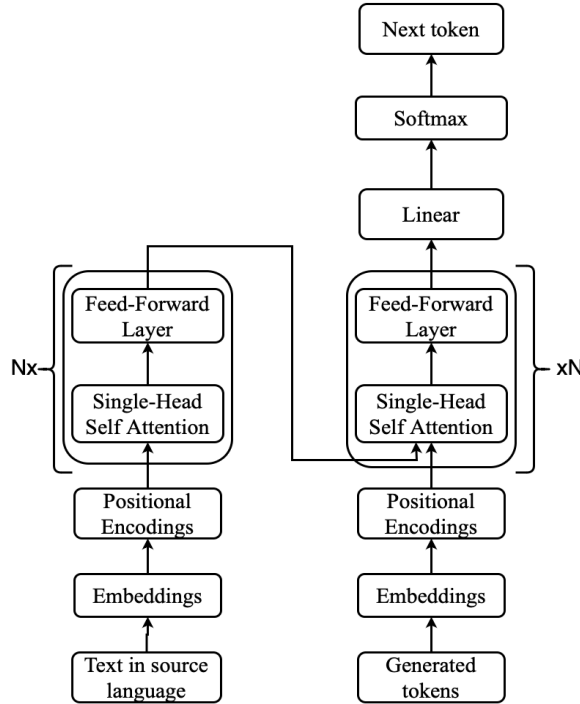 Next token
Softmax
Linear
Feed-Forward
Layer
Single-Head
Self Attention
Nx
Positional
Encodings
Embeddings
Text in source
language
Feed-Forward
Layer
Single-Head
Self Attention
xN
Positional
Encodings
Embeddings
Generated
tokens